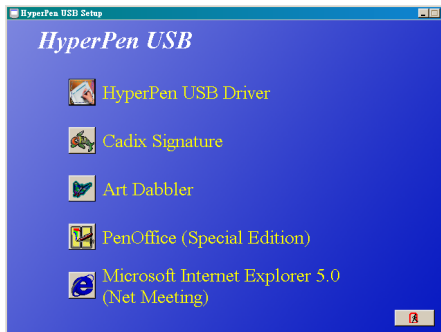 HyperPen USB Setup
HyperPen USB
HyperPen USB Driver
Cadix Signature
Art Dabbler
PenOffice (Special Edition)
Microsoft Internet Explorer 5.0
(Net Meeting)